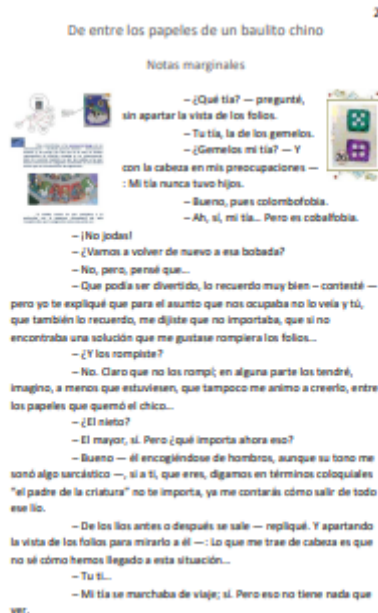 2
De entre los papeles de un baulito chino
Notas marginales
— ¿Qué tía? — pregunté,
sin apartar la vista de los folios.
— Tu tía, la de los gemelos.
— ¿Gemelos mi tía? — Y
con la cabeza en mis preocupaciones —
: Mi tía nunca tuvo hijos.
— Bueno, pues colombofobia.
— Ah, sí, mi tía... Pero es cobalfobia.
— ¡No jodas!
— ¿Vamos a volver de nuevo a esa bobada?
— No, pero, pensé que...
— Que podía ser divertido, lo recuerdo muy bien — contesté —
pero yo te expliqué que para el asunto que nos ocupaba no lo veía y tú,
que también lo recuerdo, me dijiste que no importaba, que si no
encontraba una solución que me gustase rompiera los folios...
— ¿Y los rompiste?
— No. Claro que no los rompí; en alguna parte los tendré,
imagino, a menos que estuviesen, que tampoco me animo a creerlo, entre
los papeles que quemó el chico...
— ¿El nieto?
— El mayor, sí. Pero ¿qué importa ahora eso?
— Bueno — él encogiéndose de hombros, aunque su tono me
sonó algo sarcástico —, si a ti, que eres, digamos en términos coloquiales
"el padre de la criatura" no te importa, ya me contarás cómo salir de todo
ese lío.
— De los líos antes o después se sale — repliqué. Y apartando
la vista de los folios para mirarlo a él —: Lo que me trae de cabeza es que
no sé cómo hemos llegado a esta situación...
— Tu ti...
— Mi tía se marchaba de viaje; sí. Pero eso no tiene nada que
ver.